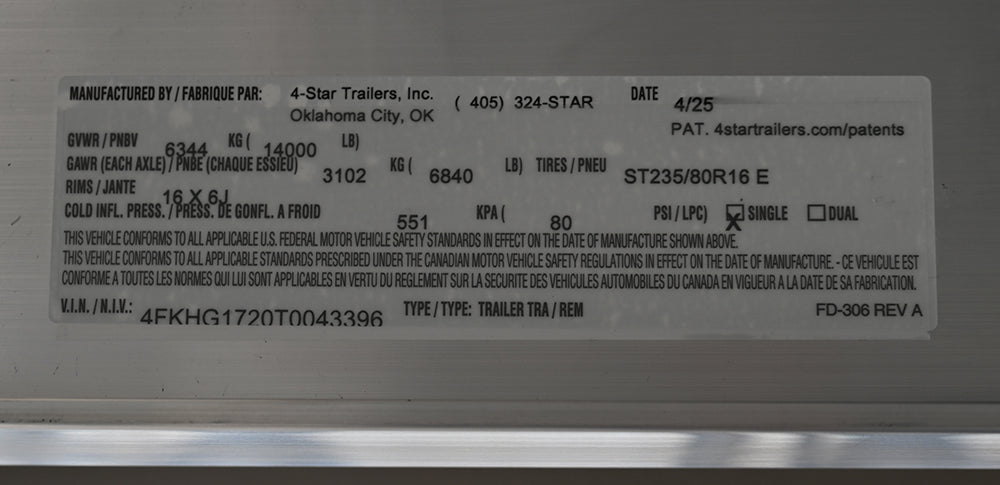 MANUFACTURED BY / FABRIQUE PAR: 4-Star Trailers, Inc. ( 405) 324-STAR DATE 4/25
Oklahoma City, OK PAT. 4startrailers.com/patents
GVWR / PNBV 6344 KG ( 14000 LB)
GAWR (EACH AXLE) / PNBE (CHAQUE ESSIEU) 3102 KG ( 6840 LB) TIRES / PNEU ST235/80R16 E
RIMS / JANTE 16 X 6J
COLD INFL. PRESS. / PRESS. DE GONFL. A FROID 551 KPA ( 80 PSI / LPC) X SINGLE DUAL
THIS VEHICLE CONFORMS TO ALL APPLICABLE U.S. FEDERAL MOTOR VEHICLE SAFETY STANDARDS IN EFFECT ON THE DATE OF MANUFACTURE SHOWN ABOVE.
THIS VEHICLE CONFORMS TO ALL APPLICABLE STANDARDS PRESCRIBED UNDER THE CANADIAN MOTOR VEHICLE SAFETY REGULATIONS IN EFFECT ON THE DATE OF MANUFACTURE. - CE VEHICULE EST
CONFORME A TOUTES LES NORMES QUI LUI SONT APPLICABLES EN VERTU DU REGLEMENT SUR LA SECURITE DES VEHICULES AUTOMOBILES DU CANADA EN VIGUEUR A LA DATE DE SA FABRICATION.
V.I.N. / N.I.V.: 4FKHG1720T0043396 TYPE / TYPE: TRAILER TRA / REM FD-306 REV A